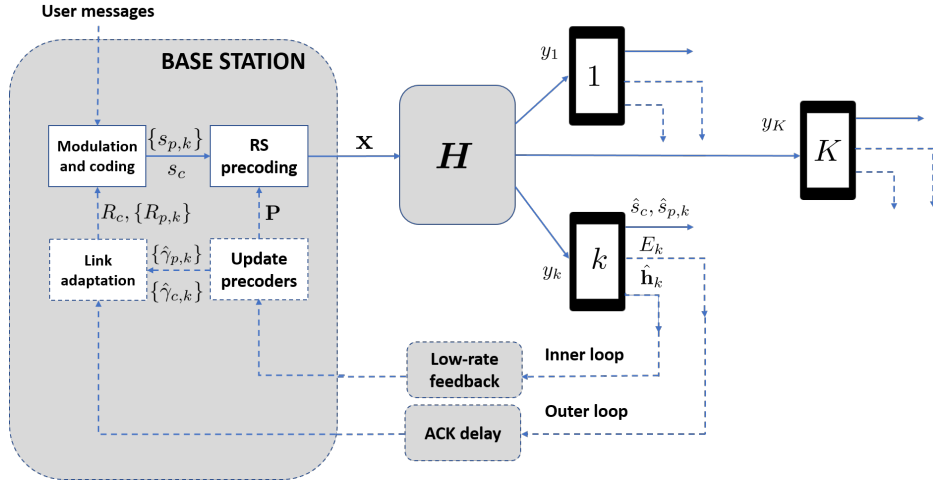 User messages
BASE STATION
Modulation
and coding
{s_{p,k}}
s_c
RS
precoding
x
H
y_1
1
y_K
K
R_c, {R_{p,k}}
P
Link
adaptation
{γ̂_{p,k}}
{γ̂_{c,k}}
Update
precoders
y_k
k
ŝ_c, ŝ_{p,k}
E_k
ĥ_k
Low-rate
feedback
Inner loop
ACK delay
Outer loop